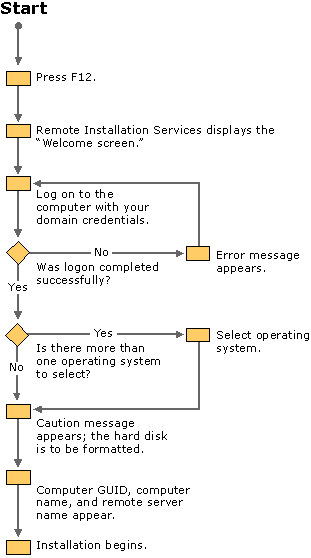 Start
Press F12.
Remote Installation Services displays the
“Welcome screen.”
Log on to the
computer with your
domain credentials.
No
Error message
appears.
Was logon completed
successfully?
Yes
Yes
Select operating
system.
Is there more than
one operating system
to select?
No
Caution message
appears; the hard disk
is to be formatted.
Computer GUID, computer
name, and remote server
name appear.
Installation begins.